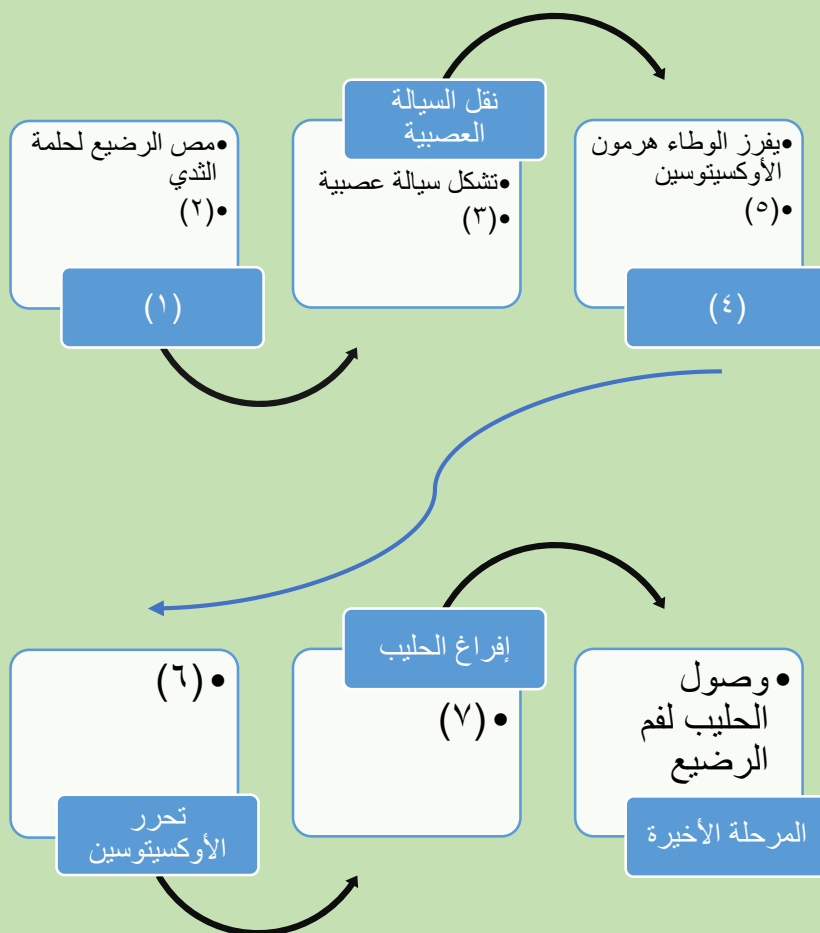 •مص الرضيع لحلمة
الثدي
•(٢)
(١)
نقل السيالة
العصبية
•تشكل سيالة عصبية
•(٣)
•يفرز الوطاء هرمون
الأوكسيتوسين
•(٥)
(٤)
•(٦)
تحرر
الأوكسيتوسين
إفراغ الحليب
•(٧)
•وصول
الحليب لفم
الرضيع
المرحلة الأخيرة